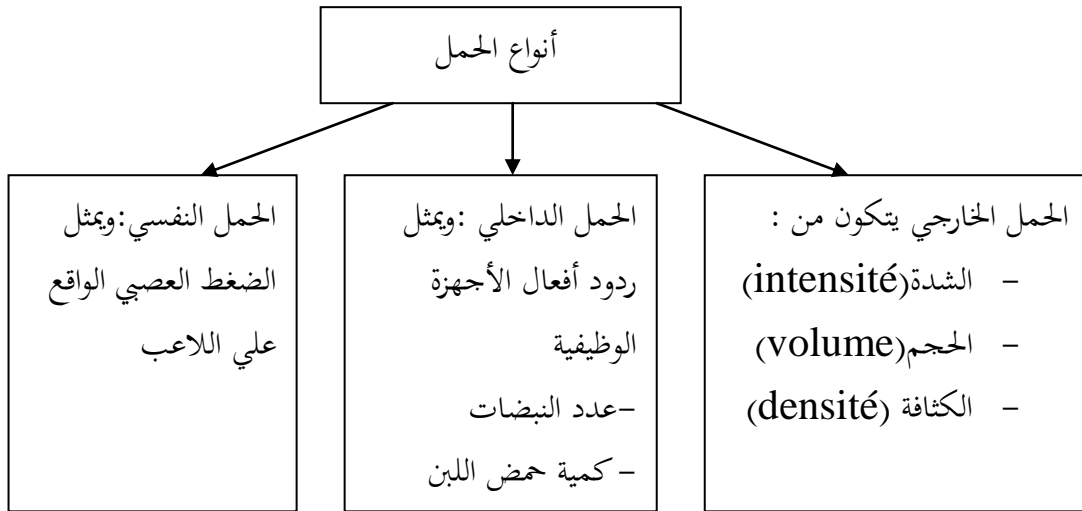 أنواع الحمل
الحمل الخارجي يتكون من :
- الشدة(intensité)
- الحجم(volume)
- الكثافة (densité)
الحمل الداخلي :ويمثل
ردود أفعال الأجهزة
الوظيفية
-عدد النبضات
- كمية حمض اللبن
الحمل النفسي:ويمثل
الضغط العصبي الواقع
علي اللاعب